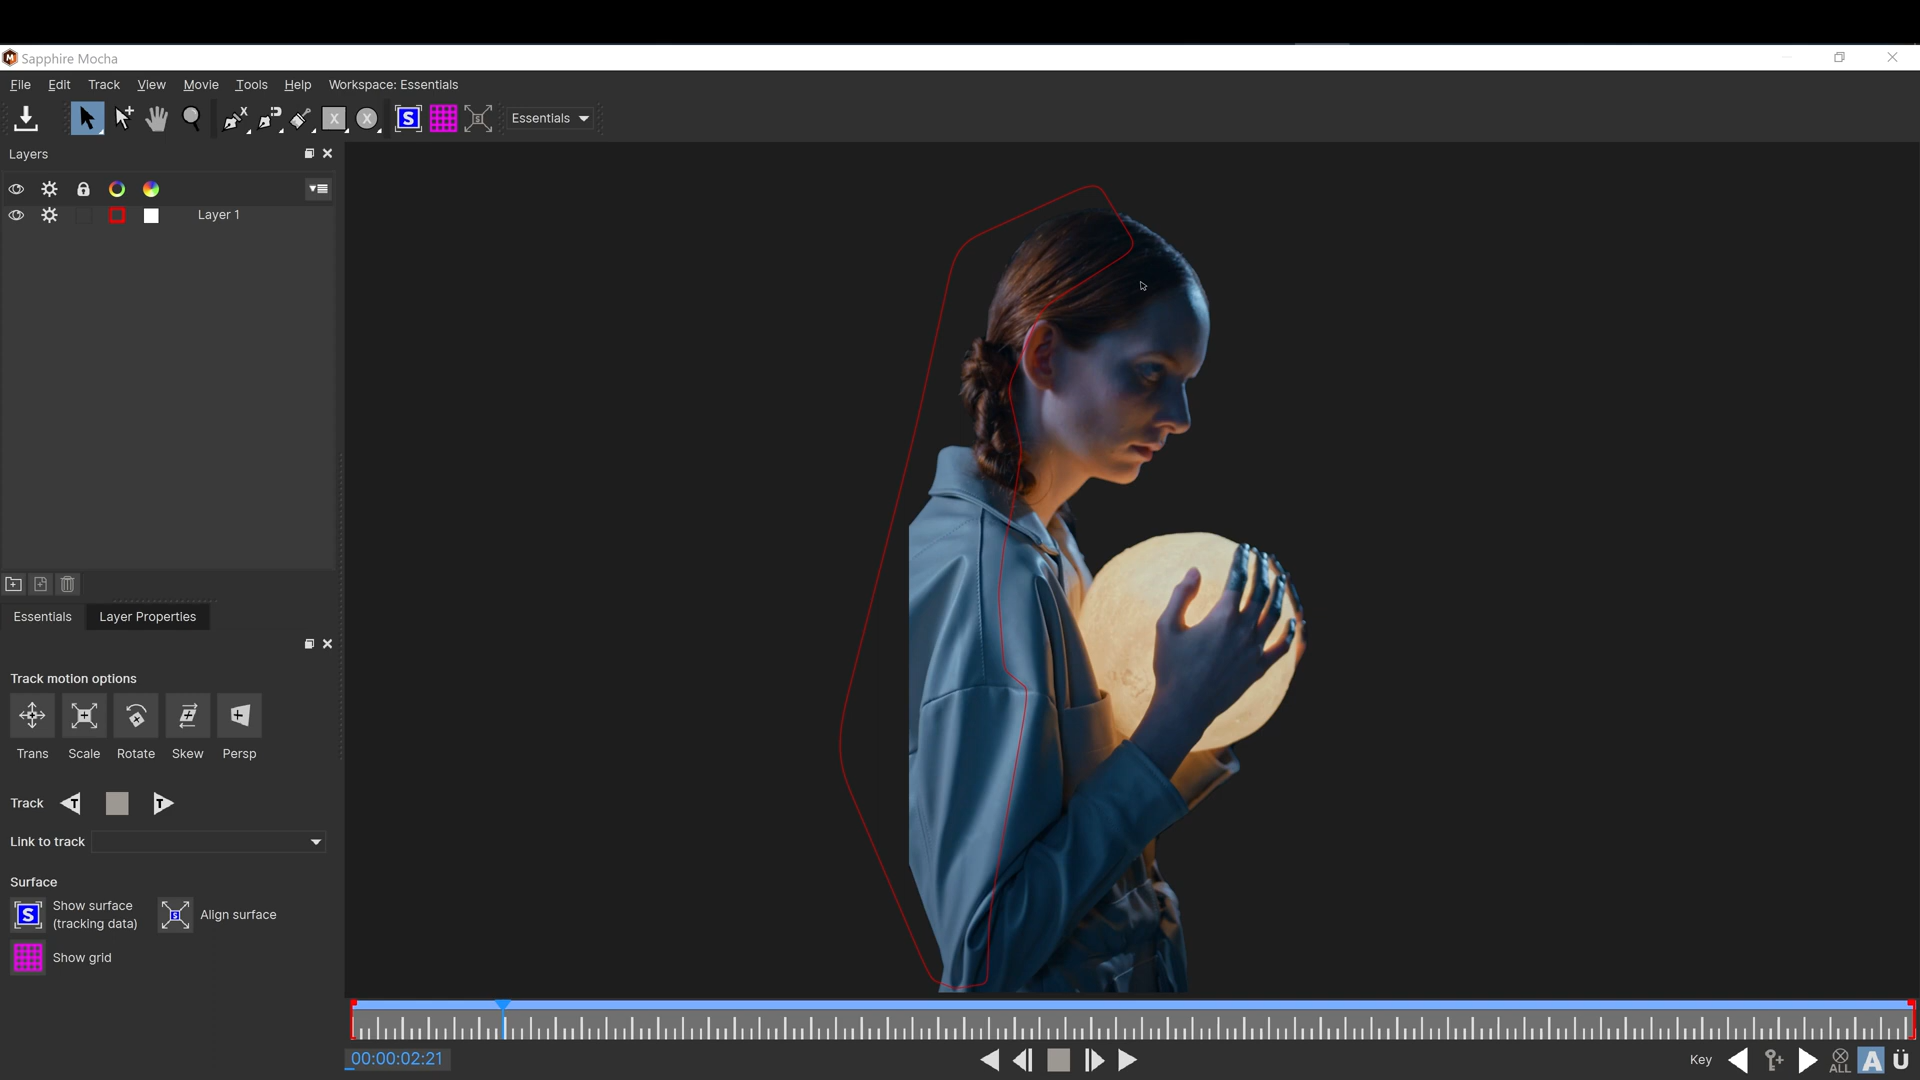 Sapphire Mocha
File Edit Track View Movie Tools Help Workspace: Essentials
Essentials
Layers
Layer 1
Essentials Layer Properties
Track motion options
Trans Scale Rotate Skew Persp
Track T T
Link to track
Surface
S Show surface
(tracking data)
S Align surface
Show grid
00:00:02:21
Key
ALL
A Ü